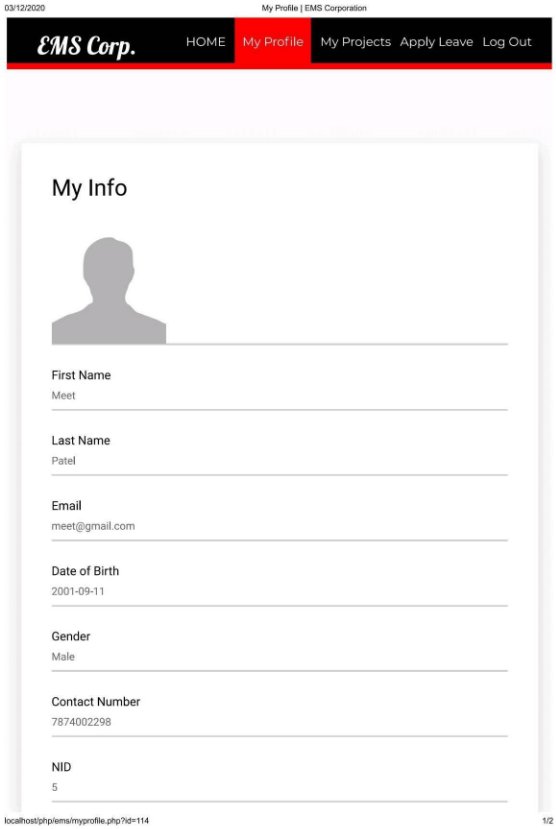 03/12/2020 My Profile | EMS Corporation
EMS Corp. HOME My Profile My Projects Apply Leave Log Out
My Info
First Name
Meet
Last Name
Patel
Email
meet@gmail.com
Date of Birth
2001-09-11
Gender
Male
Contact Number
7874002298
NID
5
localhost/php/ems/myprofile.php?id=114 1/2